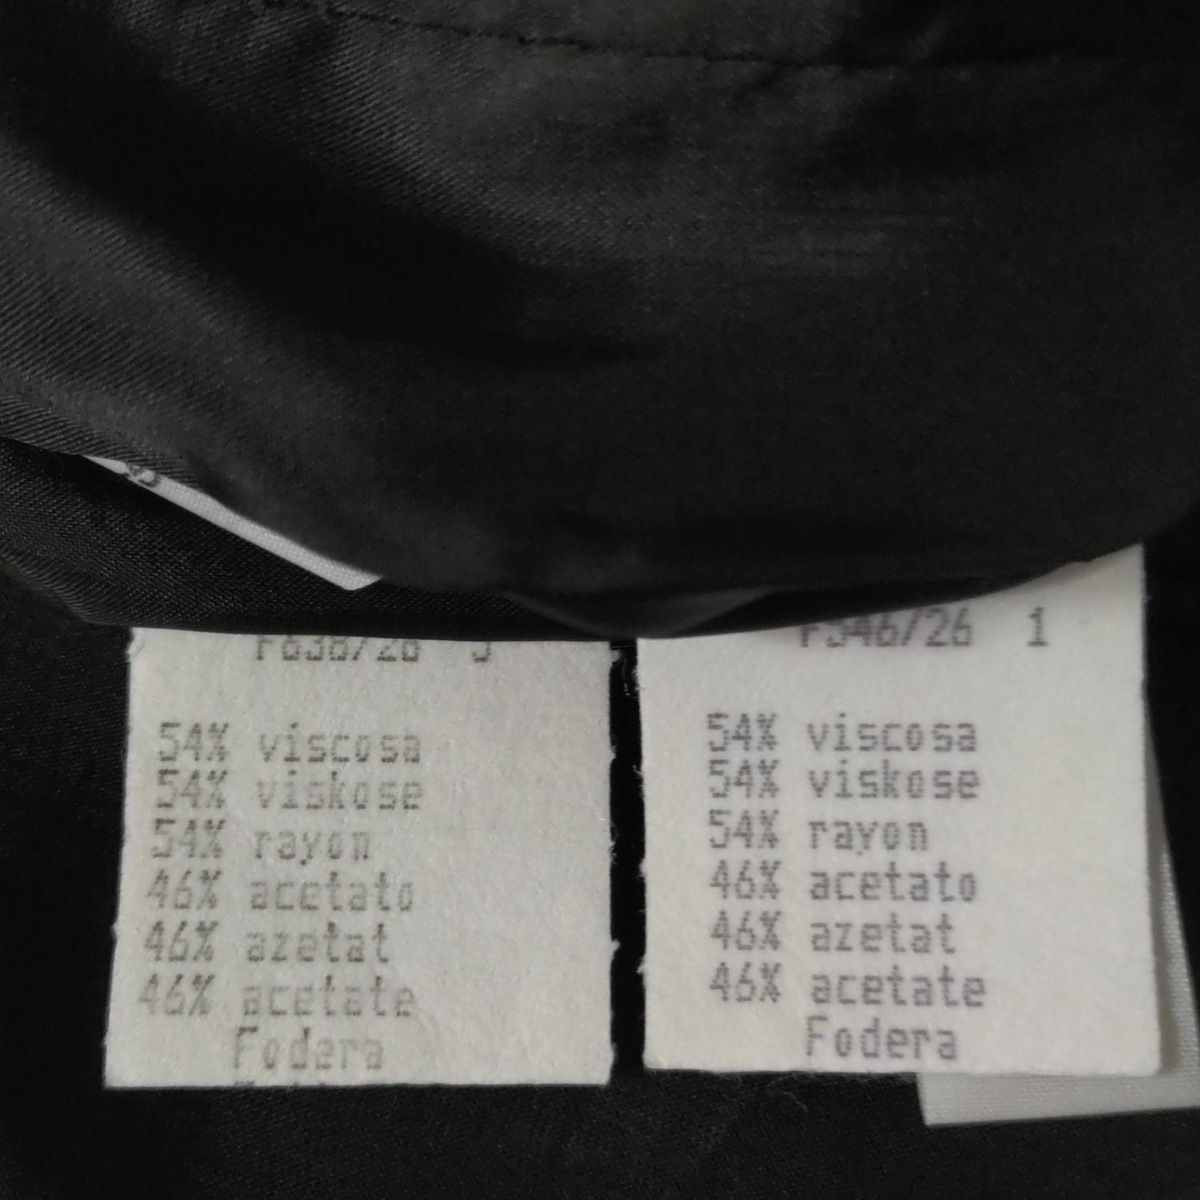 54% viscosa
54% viskose
54% rayon
46% acetato
46% azetat
46% acetate
Fodera
F546/26 1
54% viscosa
54% viskose
54% rayon
46% acetato
46% azetat
46% acetate
Fodera